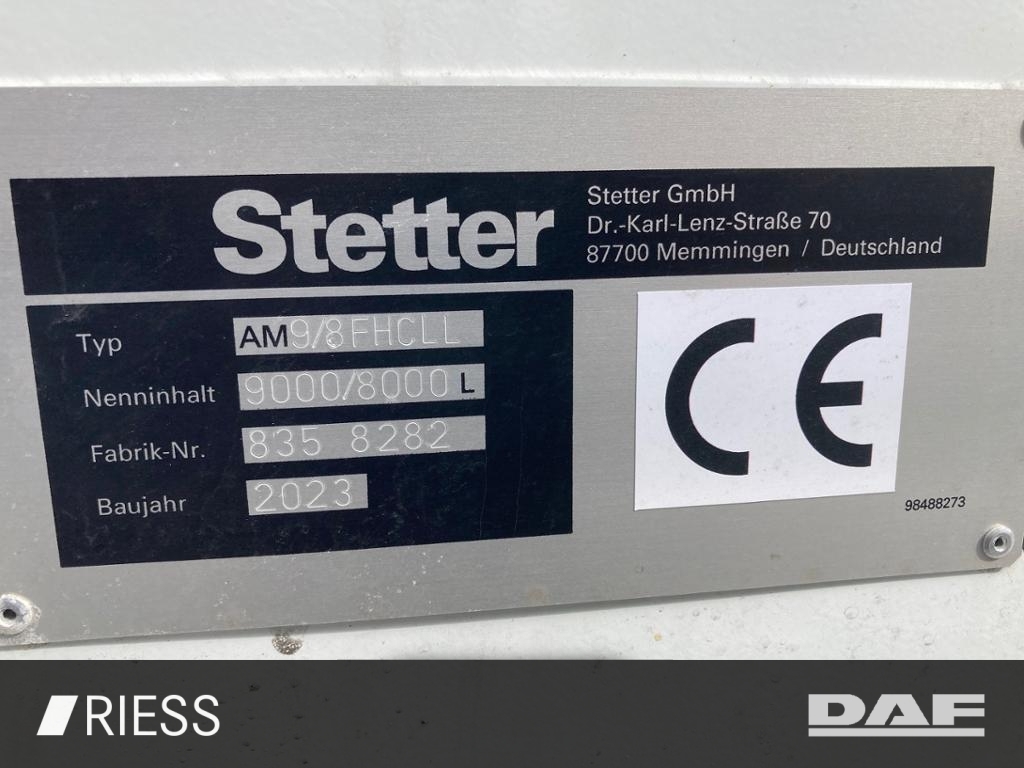 Stetter
Stetter GmbH
Dr.-Karl-Lenz-Straße 70
87700 Memmingen / Deutschland
Typ AM9/8FHCLL
Nenninhalt 9000/8000 L
Fabrik-Nr. 835 8282
Baujahr 2023
CE
98488273
RIESS
DAF